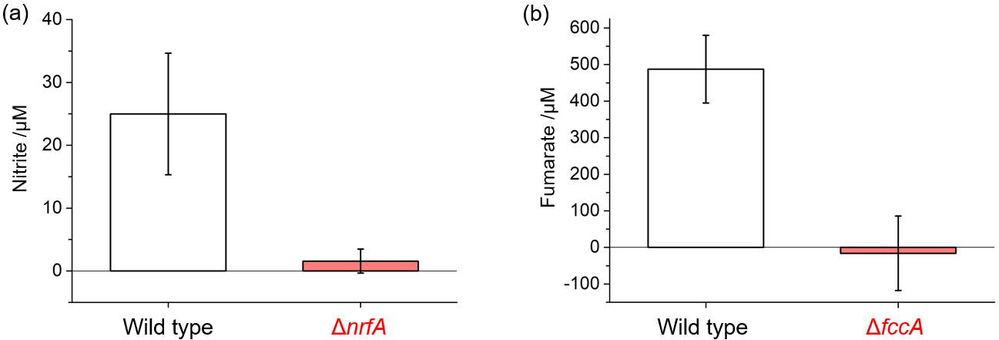 (a)
Nitrite /µM
40
30
20
10
0
Wild type
ΔnrfA
(b)
Fumarate /µM
600
500
400
300
200
100
0
-100
Wild type
ΔfccA